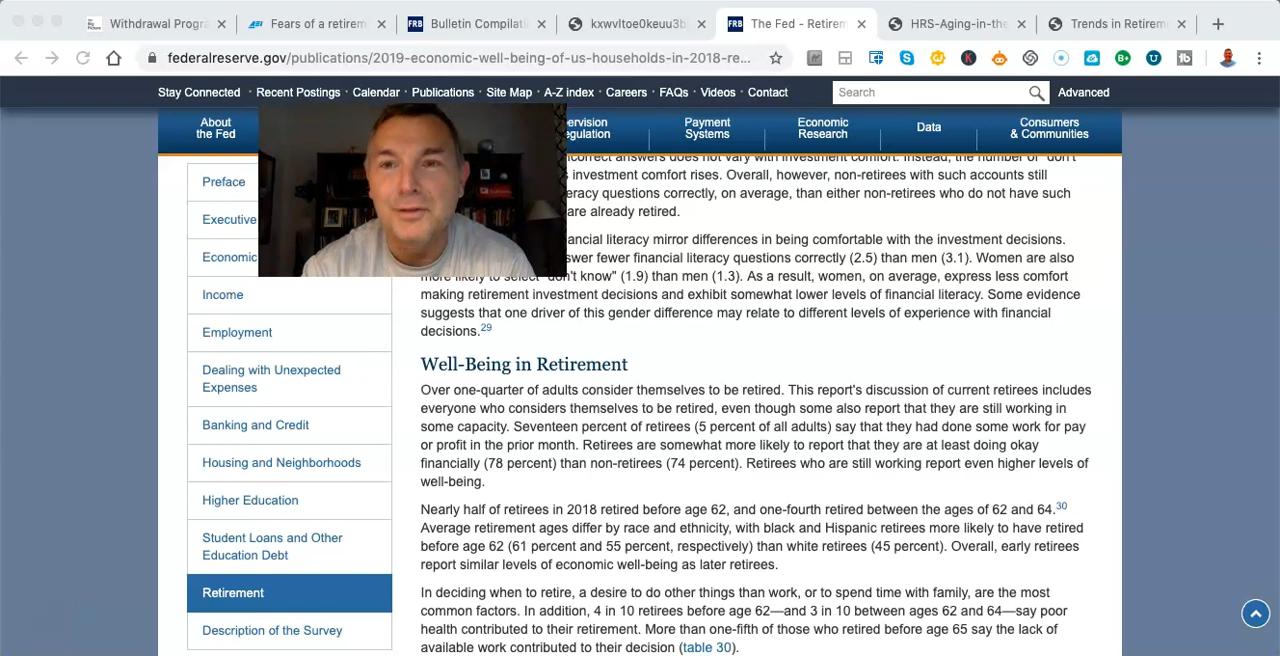 Withdrawal Progra
Fears of a retirem
FRB
Bulletin Compilati
kxwvltoe0keuu3b
FRB
The Fed - Retirem
HRS-Aging-in-the
Trends in Retirem
federalreserve.gov/publications/2019-economic-well-being-of-us-households-in-2018-re...
Stay Connected · Recent Postings · Calendar · Publications · Site Map · A-Z index · Careers · FAQs · Videos · Contact
Search
Advanced
About
the Fed
pervision
egulation
Payment
Systems
Economic
Research
Data
Consumers
& Communities
Preface
Executive
Economic
Income
Employment
Dealing with Unexpected
Expenses
Banking and Credit
Housing and Neighborhoods
Higher Education
Student Loans and Other
Education Debt
Retirement
Description of the Survey
incorrect answers does not vary with investment comfort. Instead, the number of "don't
s investment comfort rises. Overall, however, non-retirees with such accounts still
eracy questions correctly, on average, than either non-retirees who do not have such
are already retired.
ancial literacy mirror differences in being comfortable with the investment decisions.
swer fewer financial literacy questions correctly (2.5) than men (3.1). Women are also
more likely to select "don't know" (1.9) than men (1.3). As a result, women, on average, express less comfort
making retirement investment decisions and exhibit somewhat lower levels of financial literacy. Some evidence
suggests that one driver of this gender difference may relate to different levels of experience with financial
decisions.29
Well-Being in Retirement
Over one-quarter of adults consider themselves to be retired. This report's discussion of current retirees includes
everyone who considers themselves to be retired, even though some also report that they are still working in
some capacity. Seventeen percent of retirees (5 percent of all adults) say that they had done some work for pay
or profit in the prior month. Retirees are somewhat more likely to report that they are at least doing okay
financially (78 percent) than non-retirees (74 percent). Retirees who are still working report even higher levels of
well-being.
Nearly half of retirees in 2018 retired before age 62, and one-fourth retired between the ages of 62 and 64.30
Average retirement ages differ by race and ethnicity, with black and Hispanic retirees more likely to have retired
before age 62 (61 percent and 55 percent, respectively) than white retirees (45 percent). Overall, early retirees
report similar levels of economic well-being as later retirees.
In deciding when to retire, a desire to do other things than work, or to spend time with family, are the most
common factors. In addition, 4 in 10 retirees before age 62—and 3 in 10 between ages 62 and 64—say poor
health contributed to their retirement. More than one-fifth of those who retired before age 65 say the lack of
available work contributed to their decision (table 30).